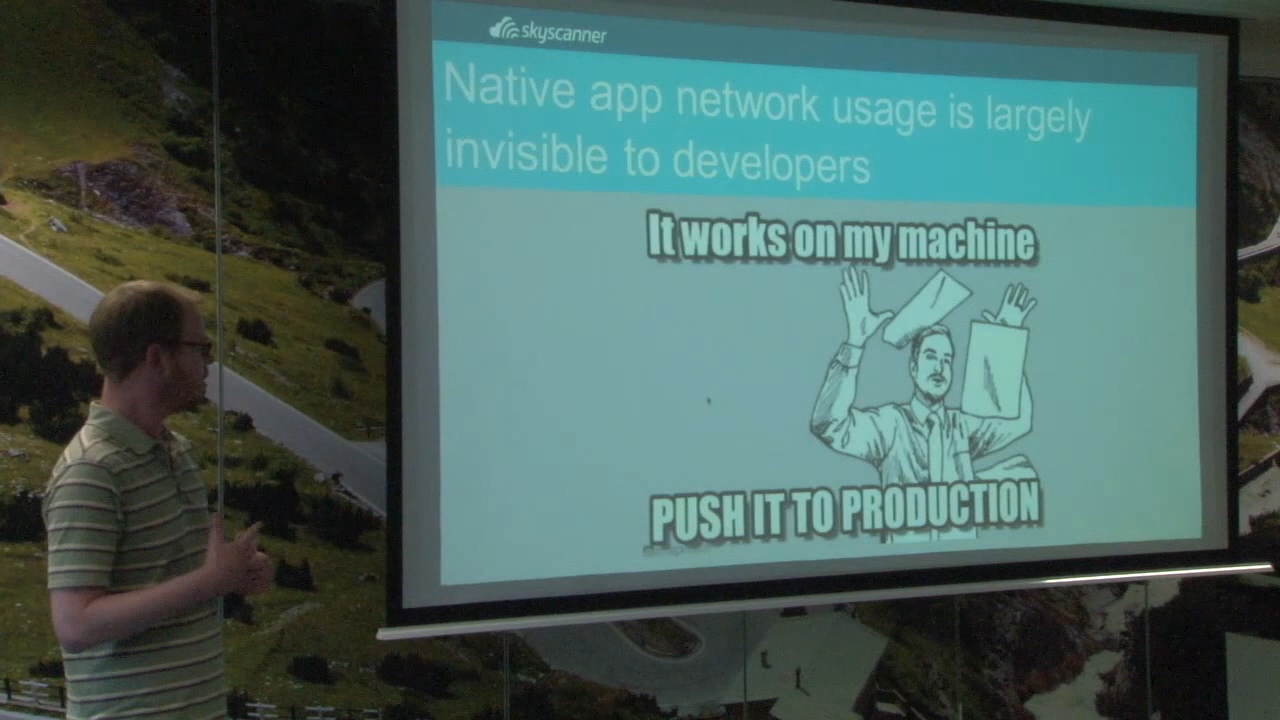 skyscanner
Native app network usage is largely
invisible to developers
It works on my machine
PUSH IT TO PRODUCTION